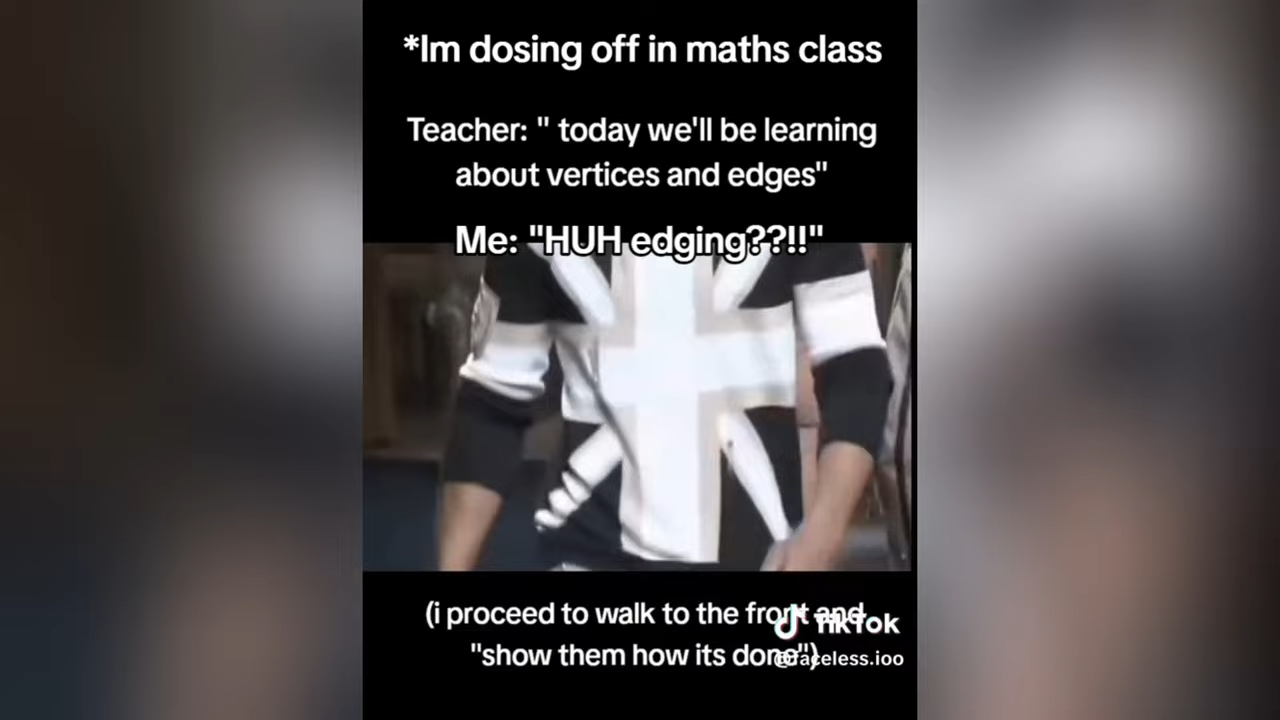 *Im dosing off in maths class
Teacher: " today we'll be learning
about vertices and edges"
Me: "HUH edging??!!"
(i proceed to walk to the front and
"show them how its done")
TikTok
@faceless.ioo